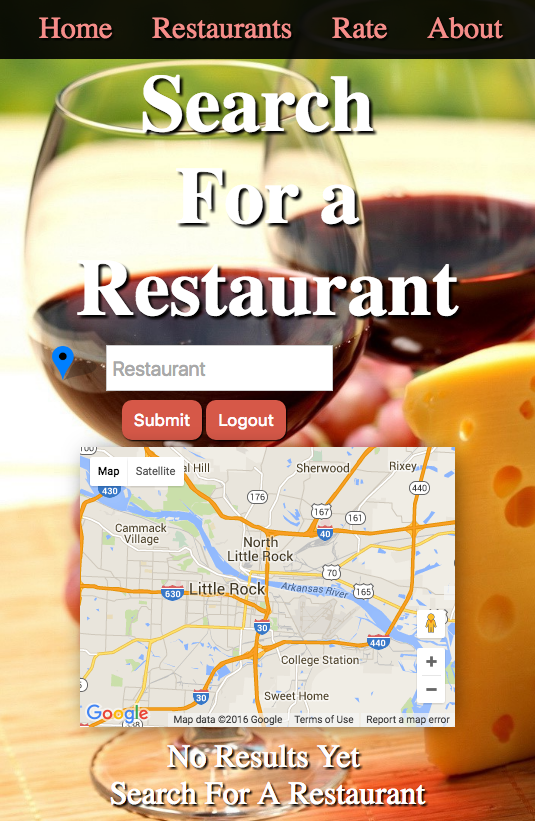 Home Restaurants Rate About
Search
For a
Restaurant
Restaurant
Submit Logout
100
Map Satellite
al Hill
Sherwood
Rixey
430
440
176
167
161
Cammack
Village
40
North
Little Rock
70
Little Rock
Arkansas River
165
630
30
440
College Station
30
Sweet Home
338
Google
Map data ©2016 Google Terms of Use Report a map error
No Results Yet
Search For A Restaurant